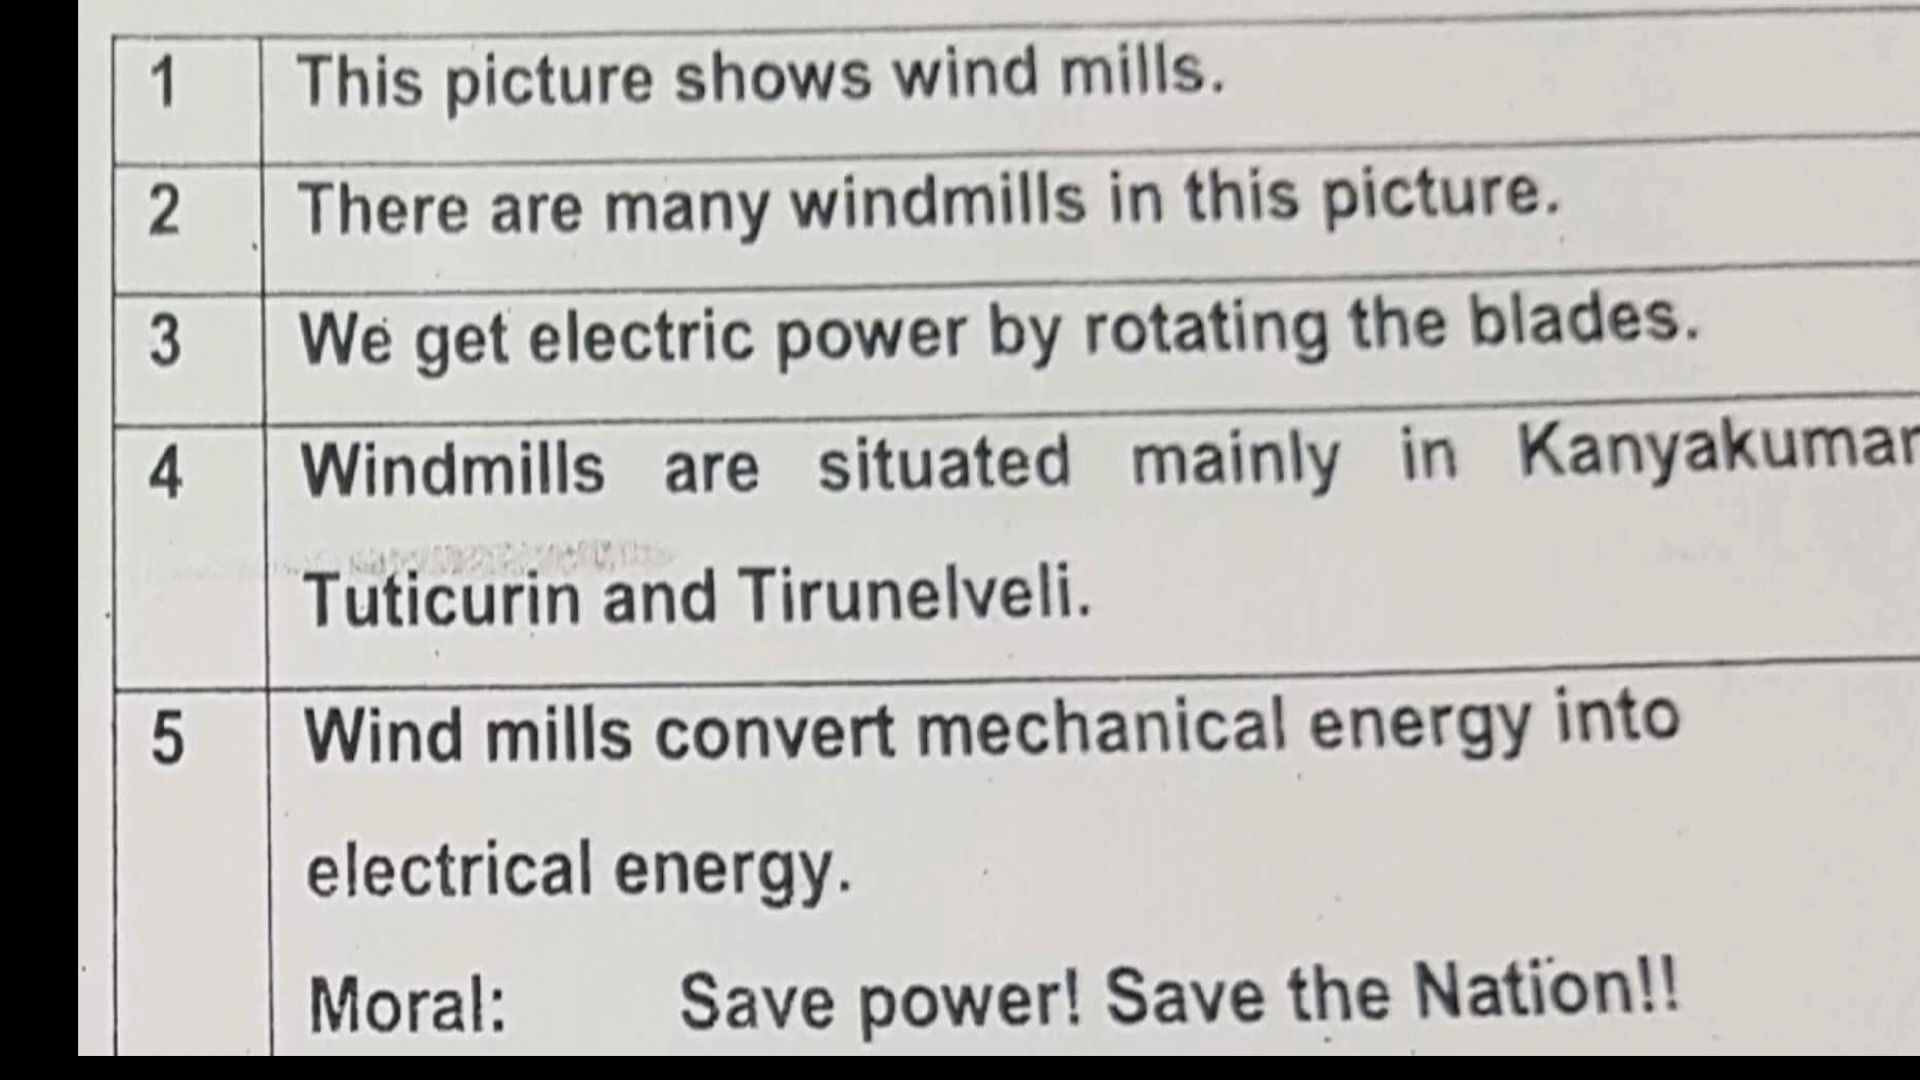 1 This picture shows wind mills.
2 There are many windmills in this picture.
3 We get electric power by rotating the blades.
4 Windmills are situated mainly in Kanyakumar
Tuticurin and Tirunelveli.
5 Wind mills convert mechanical energy into
electrical energy.
Moral: Save power! Save the Nation!!